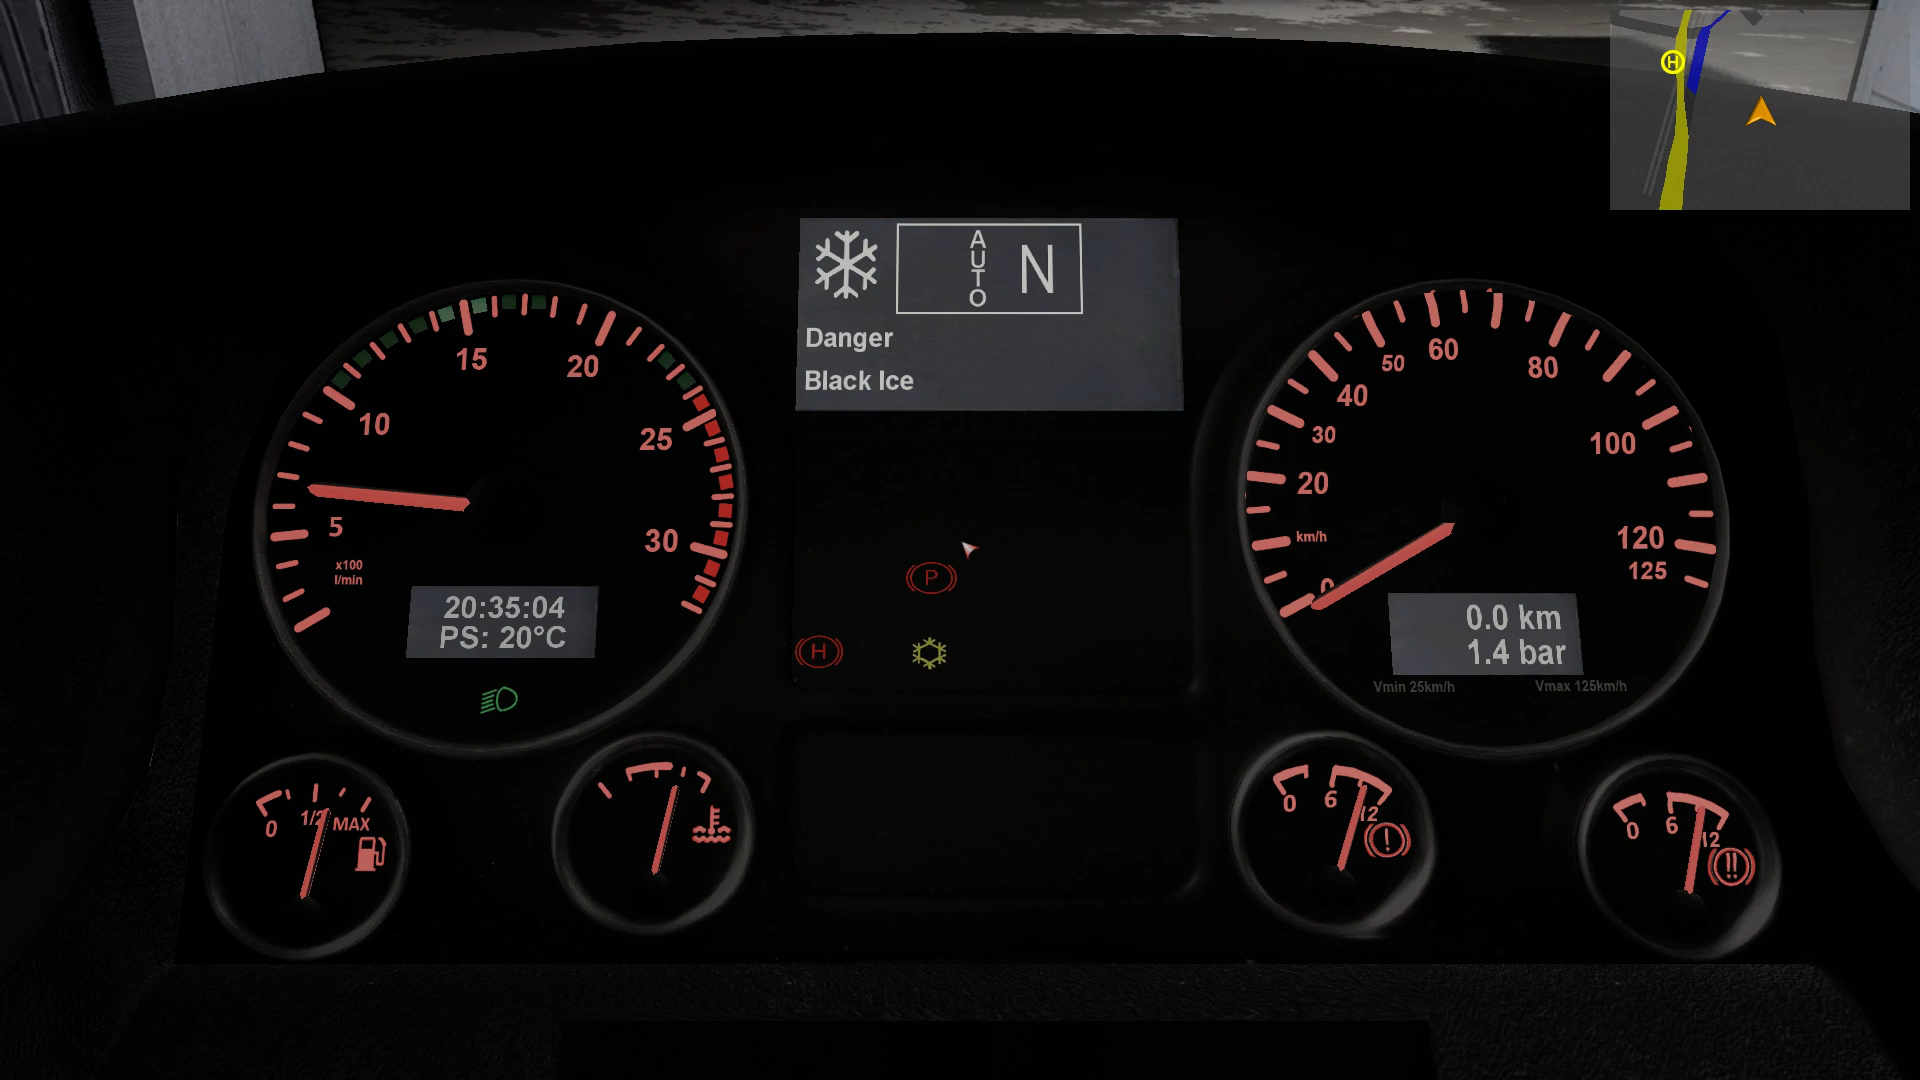 H
AUTO N
Danger
Black Ice
5
10
15
20
25
30
x100
l/min
20:35:04
PS: 20°C
P
H
0
20
30
40
50
60
80
100
120
125
km/h
0.0 km
1.4 bar
Vmin 25km/h
Vmax 125km/h
0
1/2
MAX
0
6
12
!
0
6
12
!!